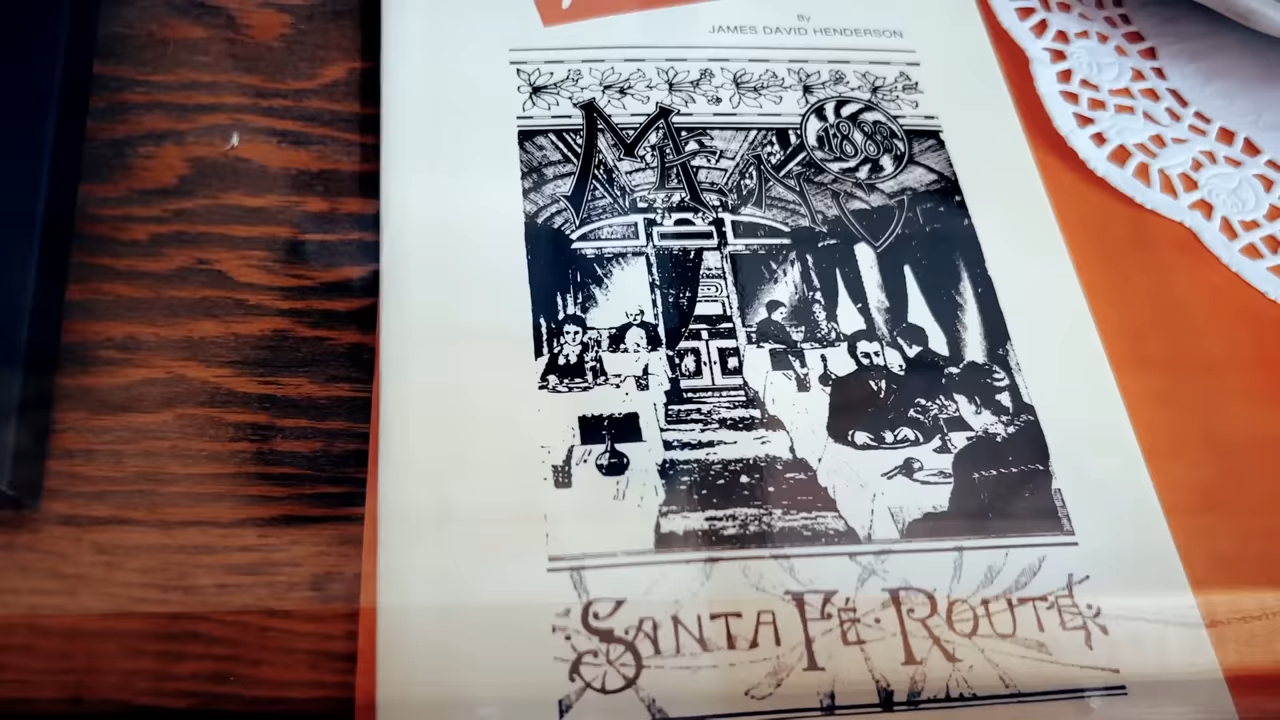 By
JAMES DAVID HENDERSON
MENU
1888
SANTA FÉ ROUTE